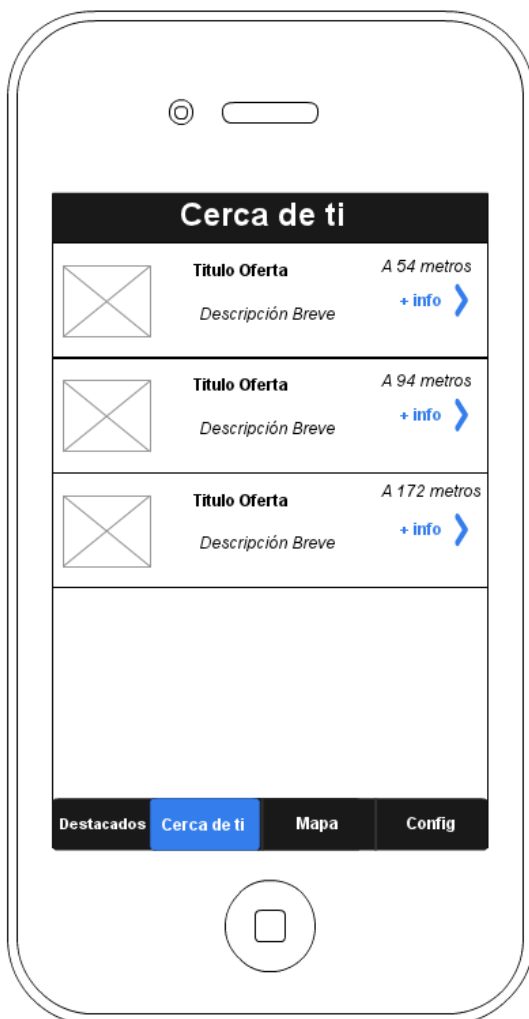 Cerca de ti
Titulo Oferta
A 54 metros
+ info
Descripción Breve
Titulo Oferta
A 94 metros
+ info
Descripción Breve
Titulo Oferta
A 172 metros
+ info
Descripción Breve
Destacados Cerca de ti Mapa Config